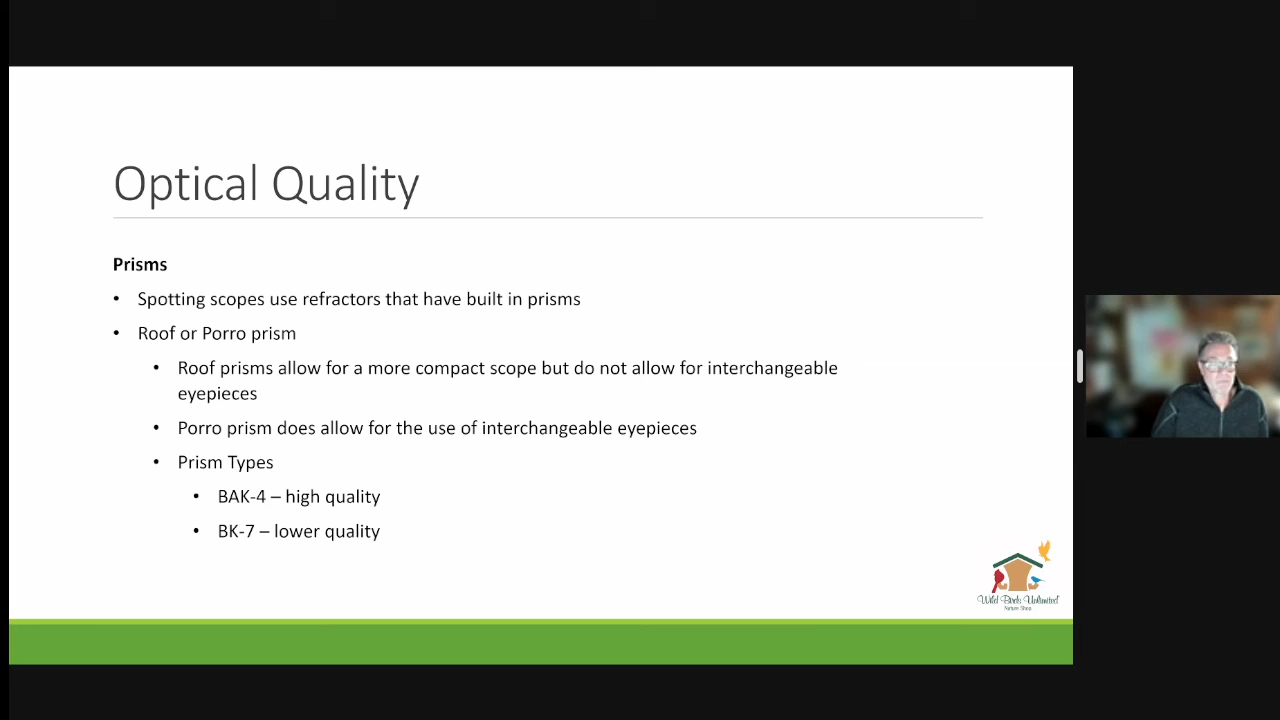 Optical Quality
Prisms
• Spotting scopes use refractors that have built in prisms
• Roof or Porro prism
• Roof prisms allow for a more compact scope but do not allow for interchangeable
eyepieces
• Porro prism does allow for the use of interchangeable eyepieces
• Prism Types
• BAK-4 – high quality
• BK-7 – lower quality
Wild Birds Unlimited
Nature Shop